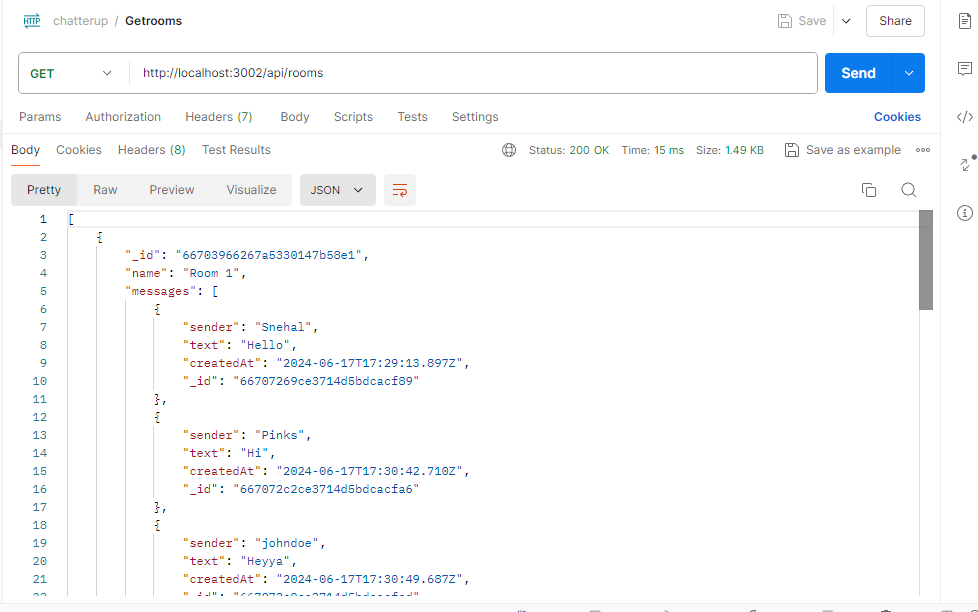 HTTP chatterup / Getrooms Save Share
GET http://localhost:3002/api/rooms Send
Params Authorization Headers (7) Body Scripts Tests Settings Cookies
Body Cookies Headers (8) Test Results Status: 200 OK Time: 15 ms Size: 1.49 KB Save as example
Pretty Raw Preview Visualize JSON
1 [
2 {
3 "_id": "66703966267a5330147b58e1",
4 "name": "Room 1",
5 "messages": [
6 {
7 "sender": "Snehal",
8 "text": "Hello",
9 "createdAt": "2024-06-17T17:29:13.897Z",
10 "_id": "66707269ce3714d5bdcacf89"
11 },
12 {
13 "sender": "Pinks",
14 "text": "Hi",
15 "createdAt": "2024-06-17T17:30:42.710Z",
16 "_id": "667072c2ce3714d5bdcacfa6"
17 },
18 {
19 "sender": "johndoe",
20 "text": "Heyya",
21 "createdAt": "2024-06-17T17:30:49.687Z",